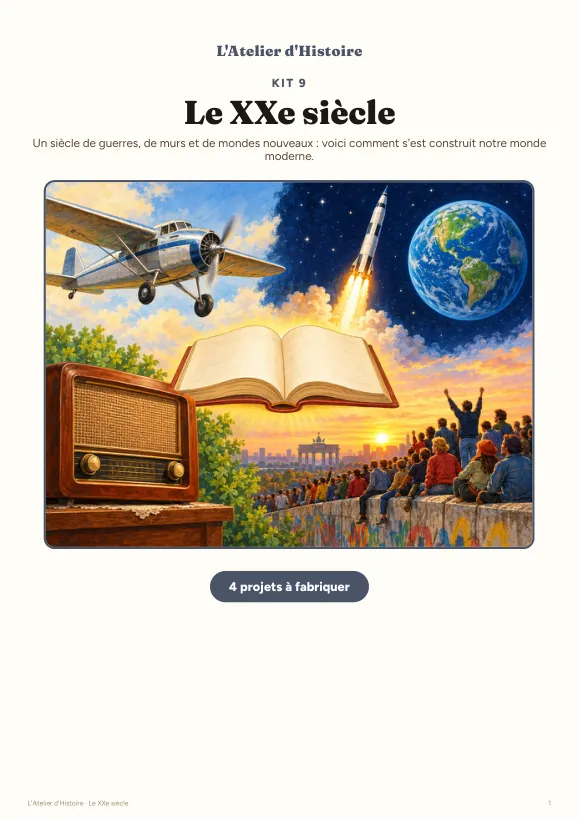 L'Atelier d'Histoire
KIT 9
Le XXe siècle
Un siècle de guerres, de murs et de mondes nouveaux : voici comment s'est construit notre monde
moderne.
4 projets à fabriquer
L'Atelier d'Histoire · Le XXe siècle
1